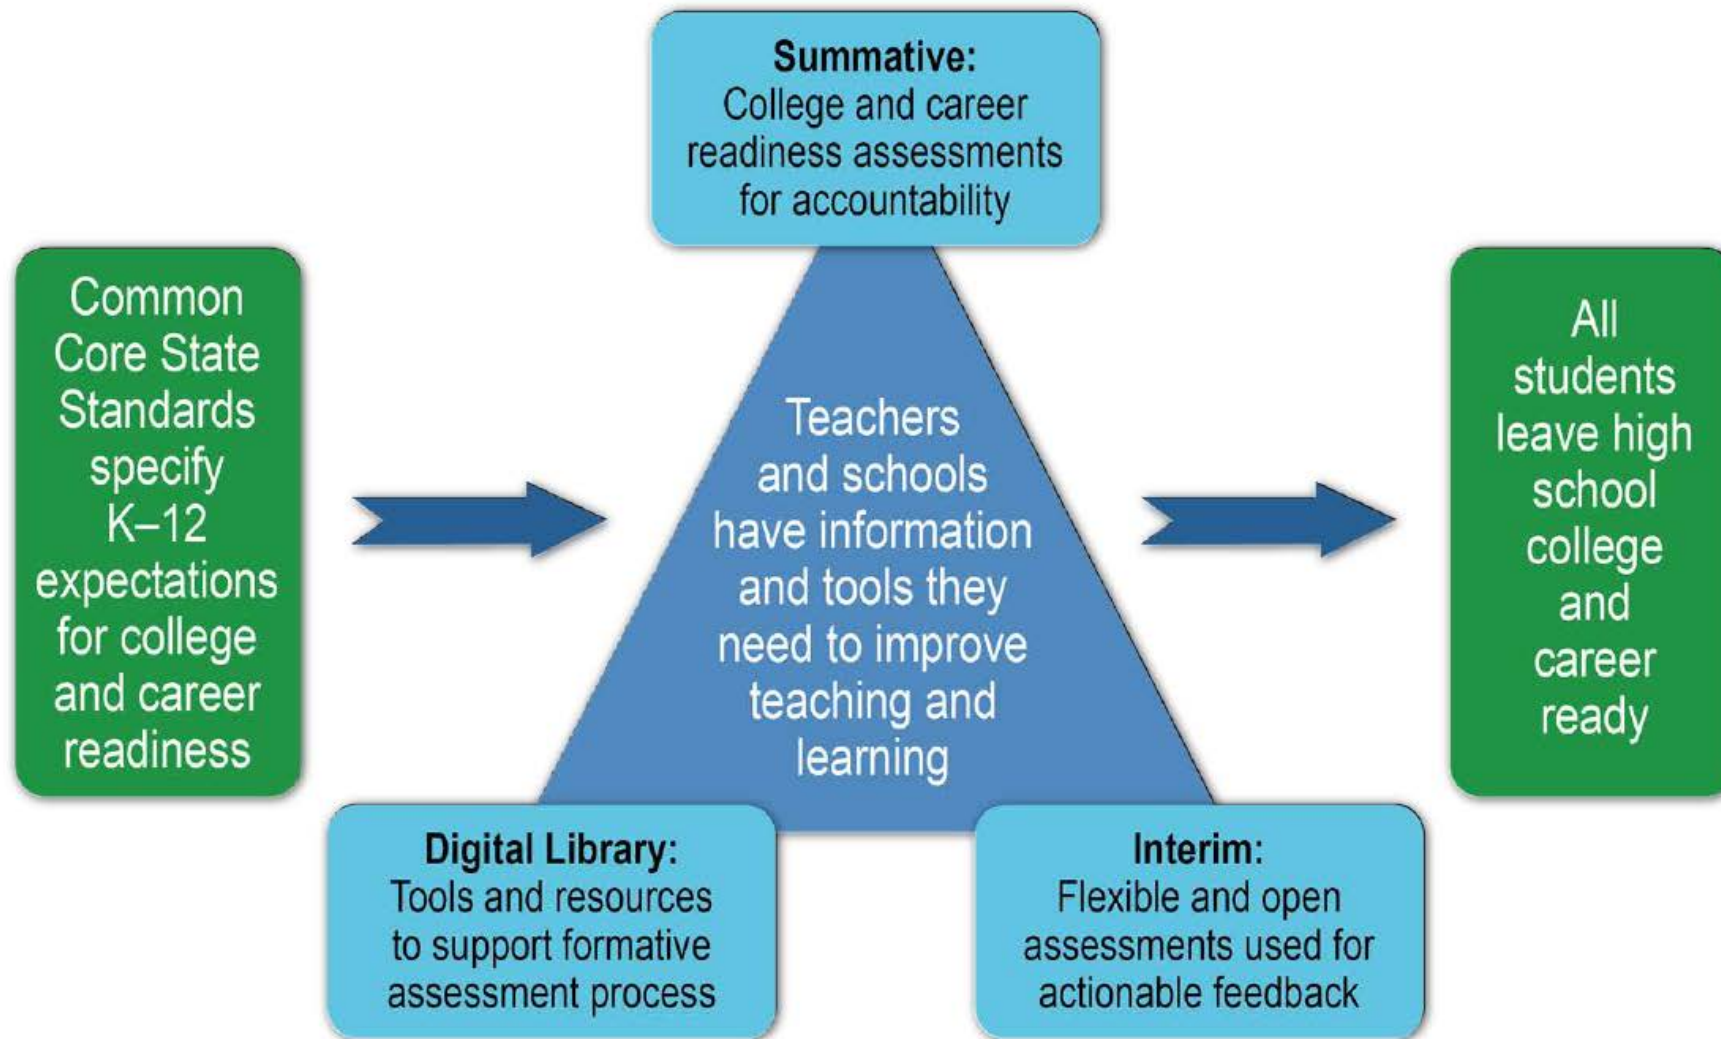 Summative:
College and career
readiness assessments
for accountability
Common
Core State
Standards
specify
K–12
expectations
for college
and career
readiness
Teachers
and schools
have information
and tools they
need to improve
teaching and
learning
All
students
leave high
school
college
and
career
ready
Digital Library:
Tools and resources
to support formative
assessment process
Interim:
Flexible and open
assessments used for
actionable feedback